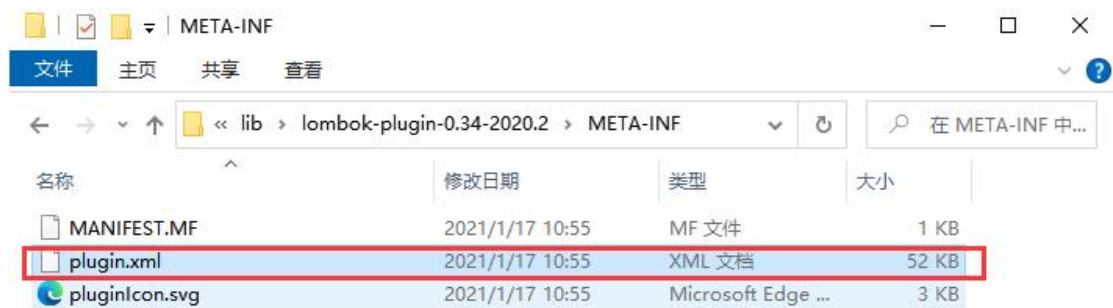 META-INF
文件 主页 共享 查看
« lib › lombok-plugin-0.34-2020.2 › META-INF 在 META-INF 中...
名称 修改日期 类型 大小
MANIFEST.MF 2021/1/17 10:55 MF 文件 1 KB
plugin.xml 2021/1/17 10:55 XML 文档 52 KB
pluginIcon.svg 2021/1/17 10:55 Microsoft Edge ... 3 KB